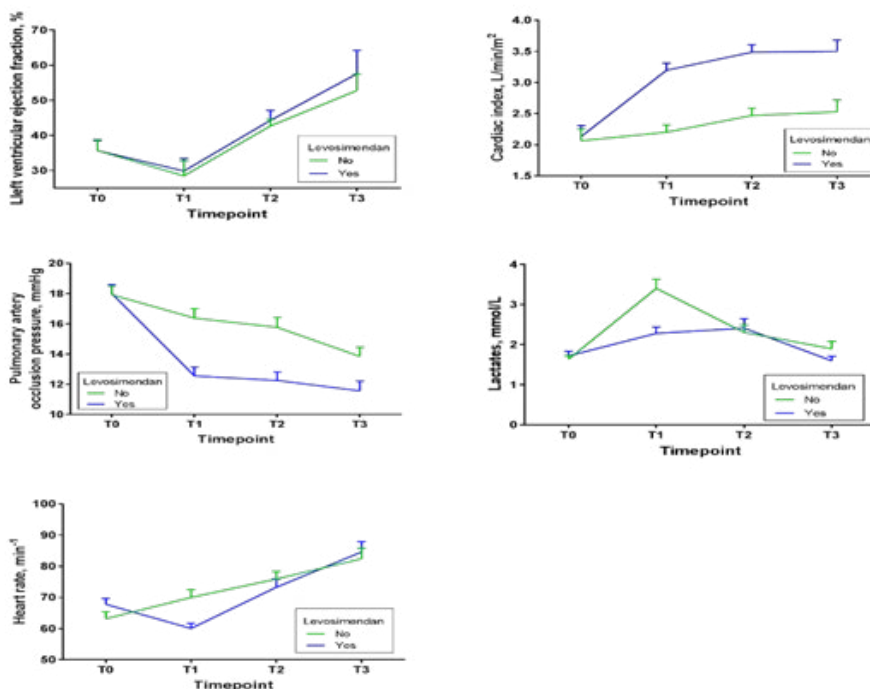 Lleft ventricular ejection fraction, %
70
60
50
40
30
Levosimendan
No
Yes
T0 T1 T2 T3
Timepoint
Cardiac index, L/min/m²
3.5
3.0
2.5
2.0
1.5
Levosimendan
No
Yes
T0 T1 T2 T3
Timepoint
Pulmonary artery
occlusion pressure, mmHg
20
18
16
14
12
10
Levosimendan
No
Yes
T0 T1 T2 T3
Timepoint
Lactates, mmol/L
4
3
2
1
0
Levosimendan
No
Yes
T0 T1 T2 T3
Timepoint
Heart rate, min⁻¹
100
90
80
70
60
50
Levosimendan
No
Yes
T0 T1 T2 T3
Timepoint